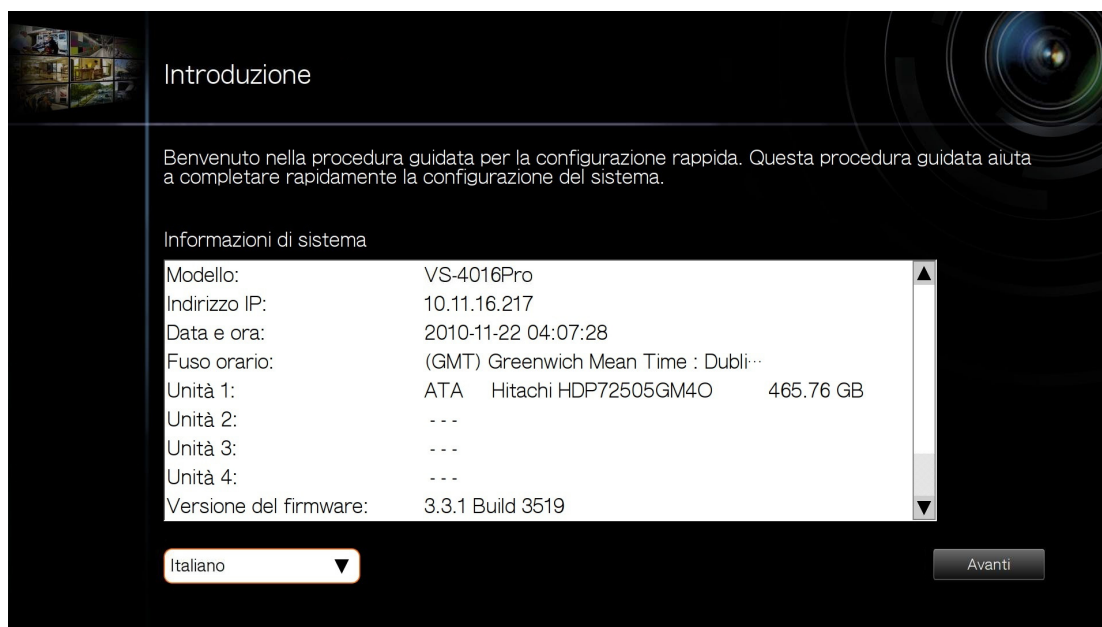 Introduzione
Benvenuto nella procedura guidata per la configurazione rappida. Questa procedura guidata aiuta
a completare rapidamente la configurazione del sistema.
Informazioni di sistema
Modello: VS-4016Pro
Indirizzo IP: 10.11.16.217
Data e ora: 2010-11-22 04:07:28
Fuso orario: (GMT) Greenwich Mean Time : Dubli...
Unità 1: ATA Hitachi HDP72505GM4O 465.76 GB
Unità 2: ---
Unità 3: ---
Unità 4: ---
Versione del firmware: 3.3.1 Build 3519
Italiano
Avanti